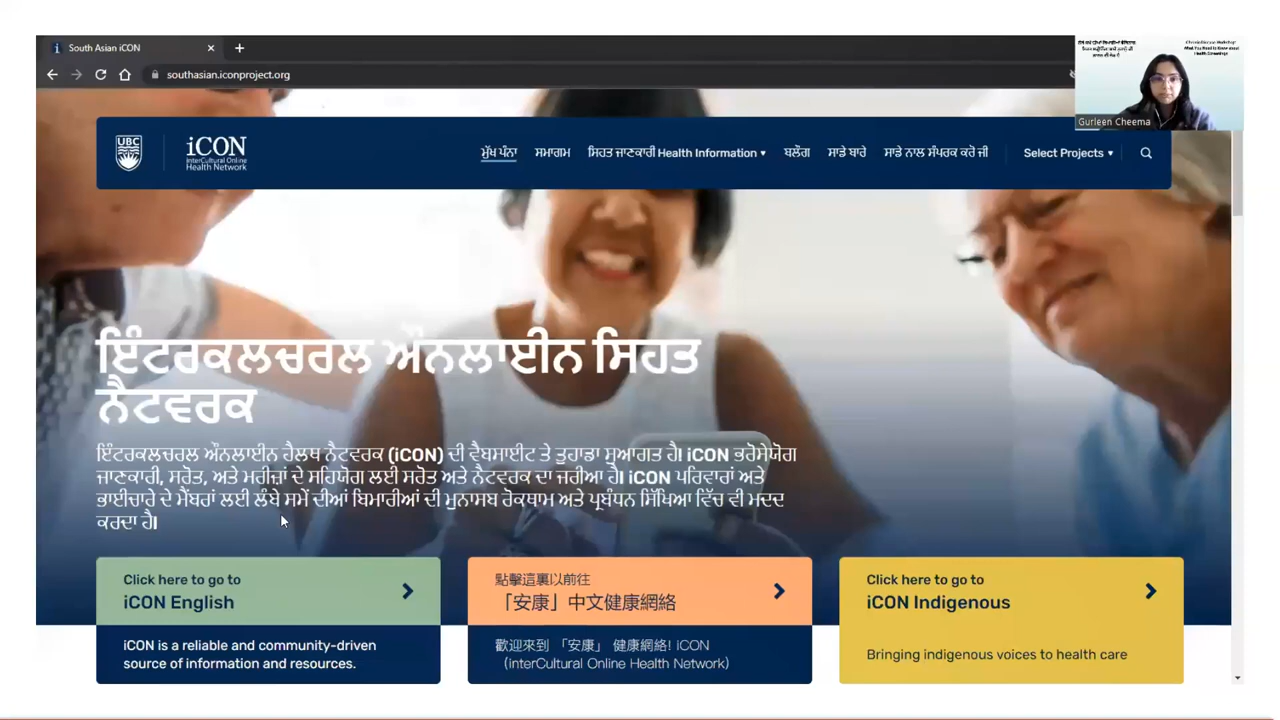 South Asian iCON
southasian.iconproject.org
Gurleen Cheema
UBC
iCON
InterCultural Online
Health Network
ਮੁੱਖ ਪੰਨਾ ਸਮਾਗਮ ਸਿਹਤ ਜਾਣਕਾਰੀ Health Information ਬਲੌਗ ਸਾਡੇ ਬਾਰੇ ਸਾਡੇ ਨਾਲ ਸੰਪਰਕ ਕਰੋ ਜੀ Select Projects
ਇੰਟਰਕਲਚਰਲ ਔਨਲਾਈਨ ਸਿਹਤ
ਨੈਟਵਰਕ
ਇੰਟਰਕਲਚਰਲ ਔਨਲਾਈਨ ਹੈਲਥ ਨੈਟਵਰਕ (iCON) ਦੀ ਵੈਬਸਾਈਟ ਤੇ ਤੁਹਾਡਾ ਸੁਆਗਤ ਹੈ। iCON ਭਰੋਸੇਯੋਗ
ਜਾਣਕਾਰੀ, ਸਰੋਤ, ਅਤੇ ਮਰੀਜ਼ਾਂ ਦੇ ਸਹਿਯੋਗ ਲਈ ਸਰੋਤ ਅਤੇ ਨੈਟਵਰਕ ਦਾ ਜਰੀਆ ਹੈ। iCON ਪਰਿਵਾਰਾਂ ਅਤੇ
ਭਾਈਚਾਰੇ ਦੇ ਮੈਂਬਰਾਂ ਲਈ ਲੰਬੇ ਸਮੇਂ ਦੀਆਂ ਬਿਮਾਰੀਆਂ ਦੀ ਮੁਨਾਸਬ ਰੋਕਥਾਮ ਅਤੇ ਪ੍ਰਬੰਧਨ ਸਿੱਖਿਆ ਵਿੱਚ ਵੀ ਮਦਦ
ਕਰਦਾ ਹੈ।
Click here to go to
iCON English
iCON is a reliable and community-driven
source of information and resources.
點擊這裏以前往
「安康」中文健康網絡
歡迎來到 「安康」 健康網絡! iCON
(InterCultural Online Health Network)
Click here to go to
iCON Indigenous
Bringing indigenous voices to health care